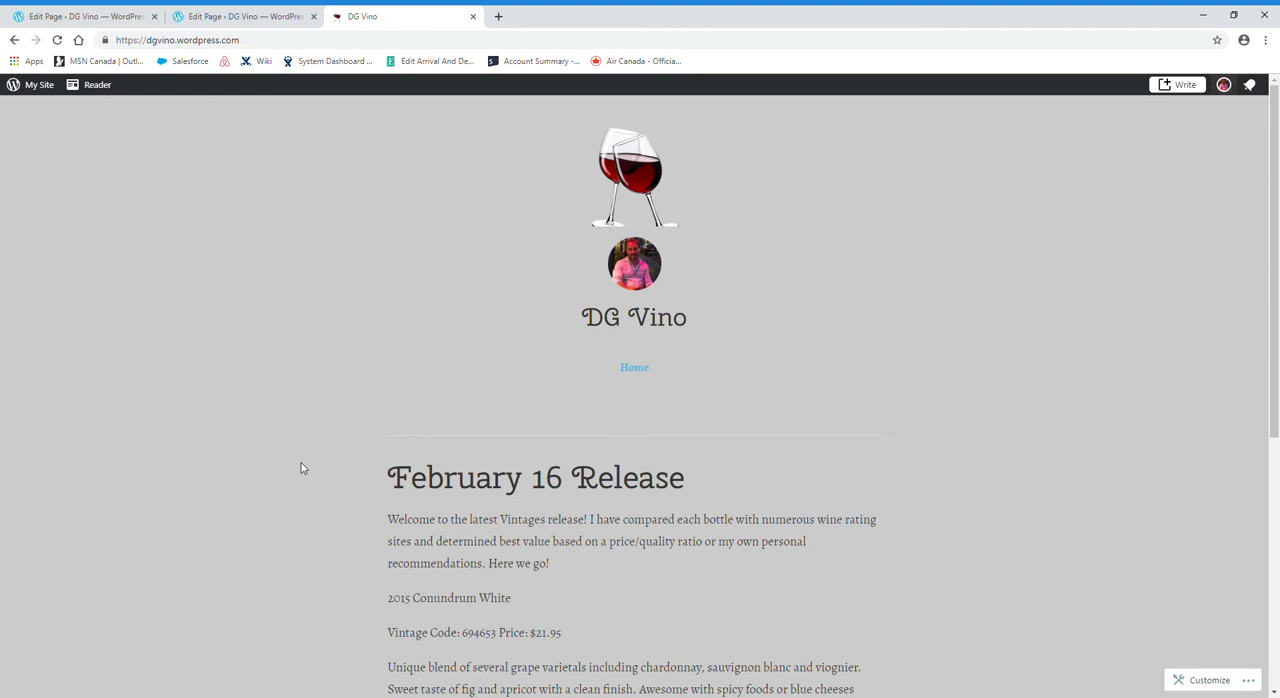 Edit Page ‹ DG Vino — WordPre
Edit Page ‹ DG Vino — WordPre
DG Vino
https://dgvino.wordpress.com
Apps
MSN Canada | Outl...
Salesforce
Wiki
System Dashboard ...
Edit Arrival And De...
Account Summary -...
Air Canada - Officia...
My Site
Reader
Write
DG Vino
Home
February 16 Release
Welcome to the latest Vintages release! I have compared each bottle with numerous wine rating
sites and determined best value based on a price/quality ratio or my own personal
recommendations. Here we go!
2015 Conundrum White
Vintage Code: 694653 Price: $21.95
Unique blend of several grape varietals including chardonnay, sauvignon blanc and viognier.
Sweet taste of fig and apricot with a clean finish. Awesome with spicy foods or blue cheeses
Customize